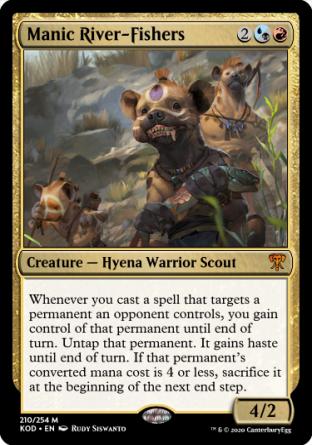 Manic River-Fishers 2
Creature — Hyena Warrior Scout
Whenever you cast a spell that targets a
permanent an opponent controls, you gain
control of that permanent until end of
turn. Untap that permanent. It gains haste
until end of turn. If that permanent's
converted mana cost is 4 or less, sacrifice it
at the beginning of the next end step.
4/2
210/254 M
KOD • EN Rudy Siswanto
™ & © 2020 CanterburyEgg